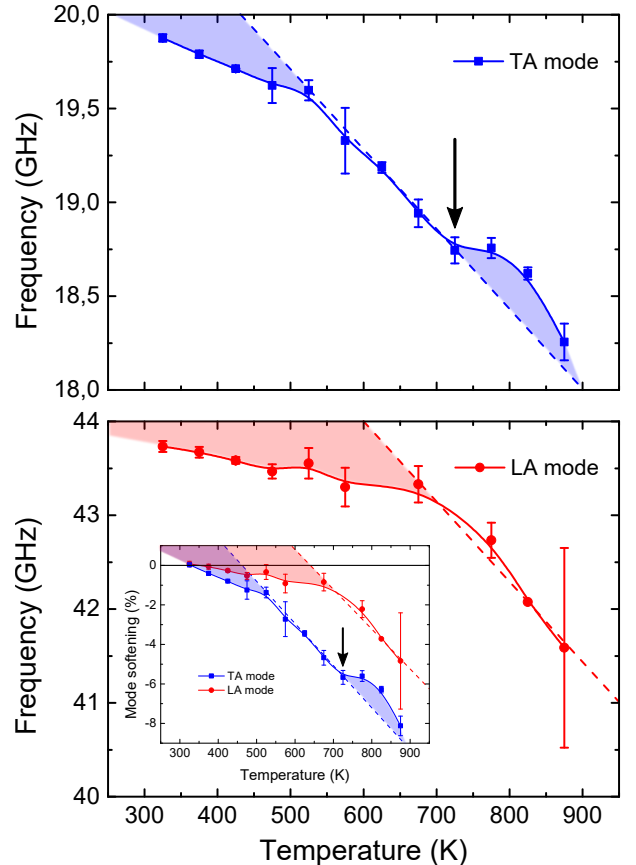 20,0
19,5
19,0
18,5
18,0
Frequency (GHz)
TA mode
44
43
42
41
40
Frequency (GHz)
LA mode
0
-2
-4
-6
-8
Mode softening (%)
TA mode
LA mode
300 400 500 600 700 800 900
Temperature (K)
300 400 500 600 700 800 900
Temperature (K)